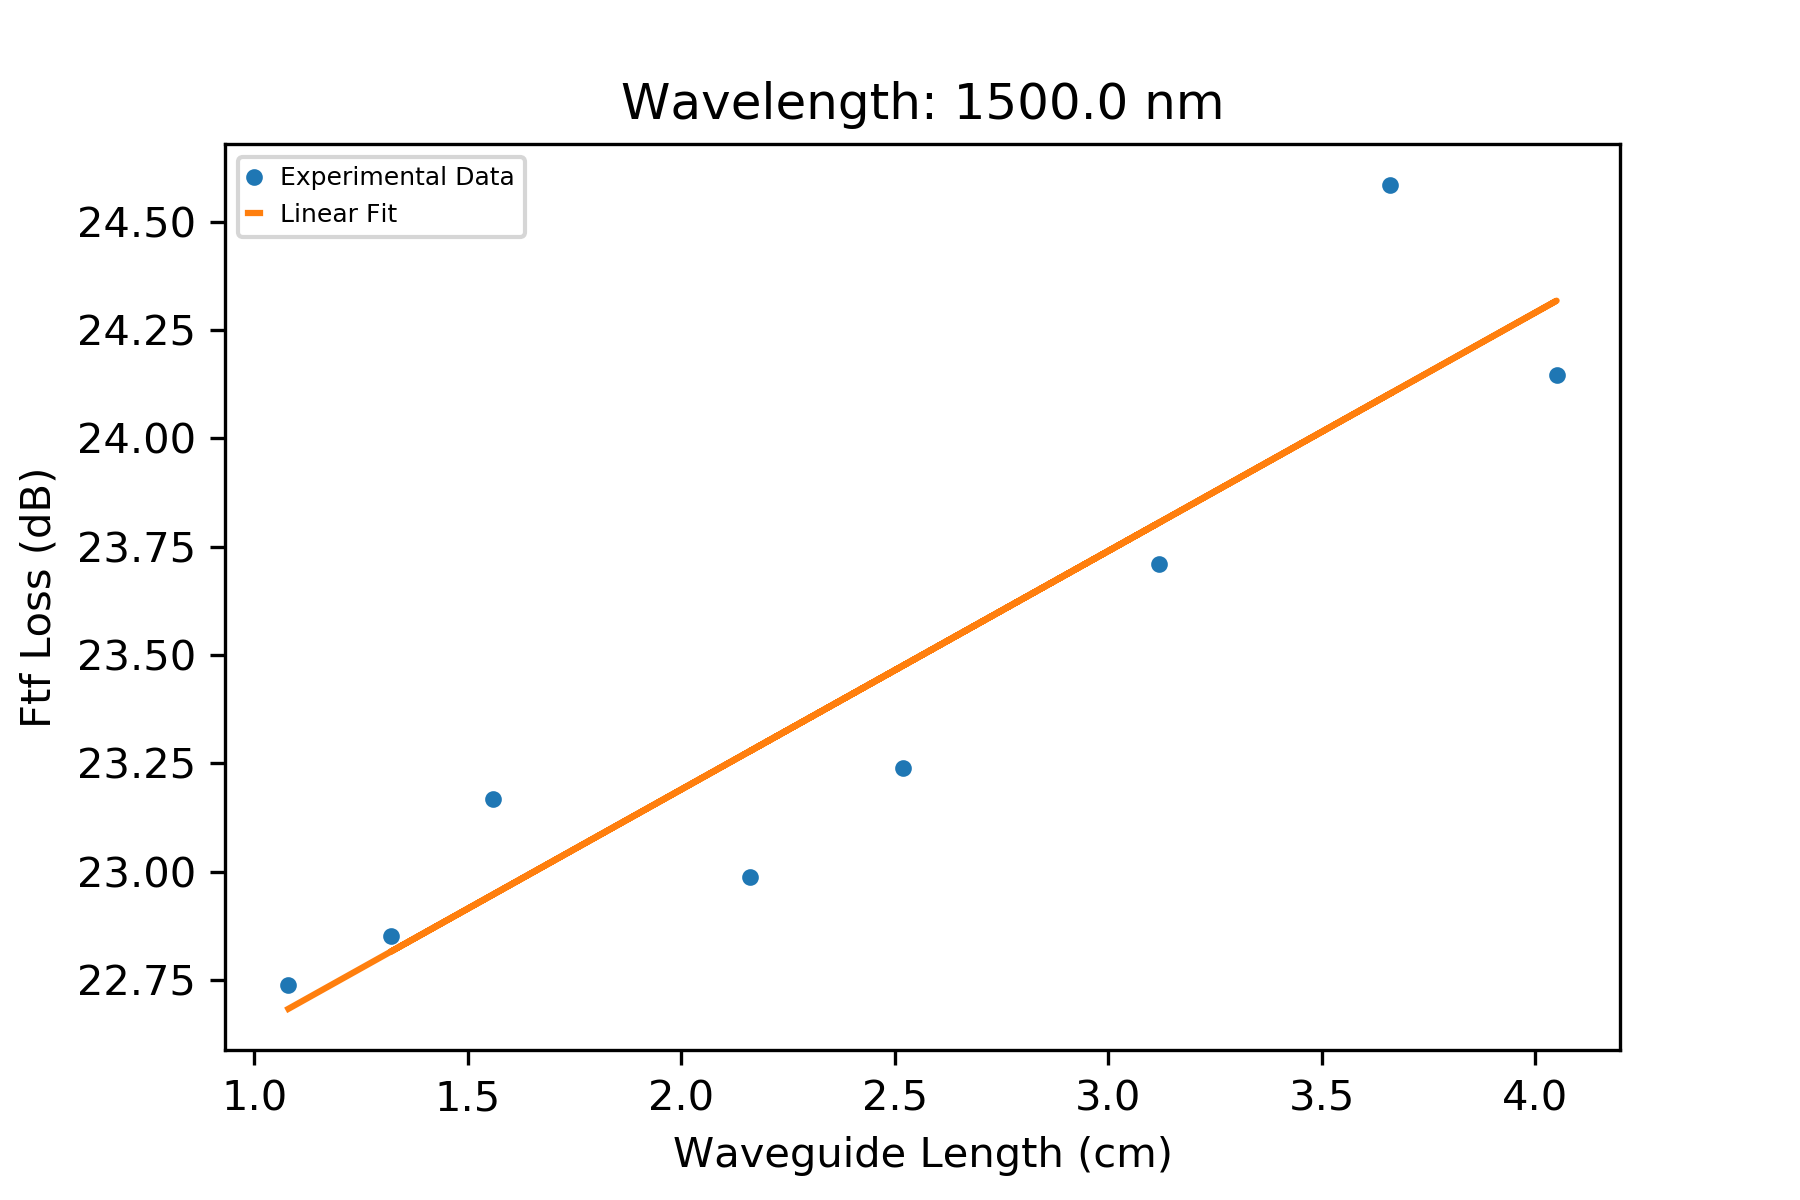 Wavelength: 1500.0 nm
Experimental Data
Linear Fit
24.50
24.25
24.00
23.75
23.50
23.25
23.00
22.75
Ftf Loss (dB)
1.0 1.5 2.0 2.5 3.0 3.5 4.0
Waveguide Length (cm)